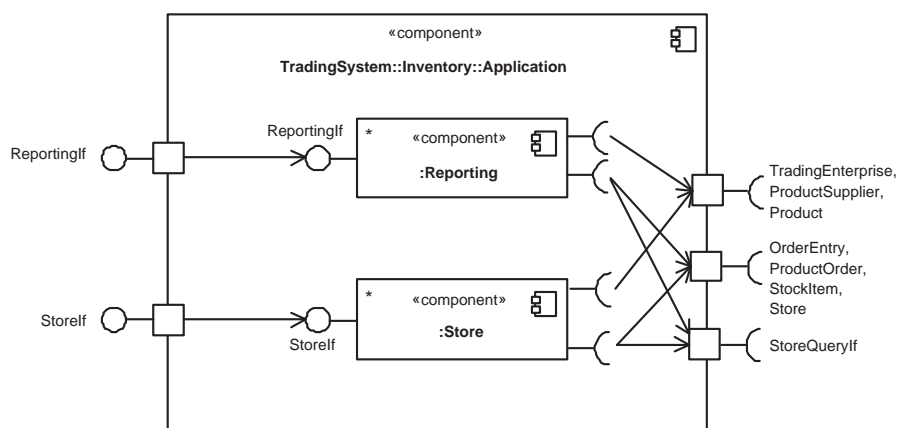 «component»
TradingSystem::Inventory::Application
ReportingIf
ReportingIf
*
«component»
:Reporting
TradingEnterprise,
ProductSupplier,
Product
OrderEntry,
ProductOrder,
StockItem,
Store
StoreIf
StoreIf
*
«component»
:Store
StoreQueryIf